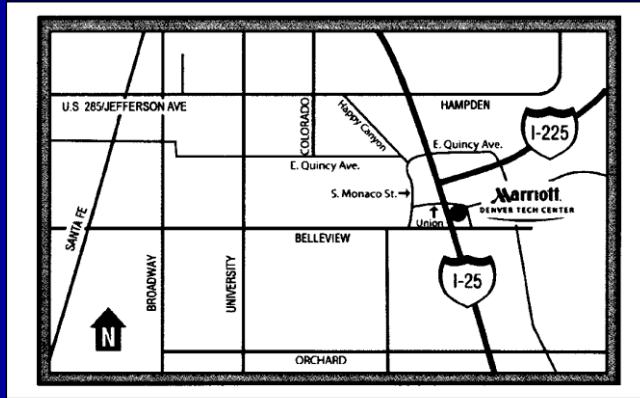 U.S. 285/JEFFERSON AVE
COLORADO
Happy Canyon
HAMPDEN
I-225
E. Quincy Ave.
E. Quincy Ave.
S. Monaco St.
Marriott
DENVER TECH CENTER
Union
SANTA FE
BROADWAY
UNIVERSITY
BELLEVIEW
I-25
N
ORCHARD